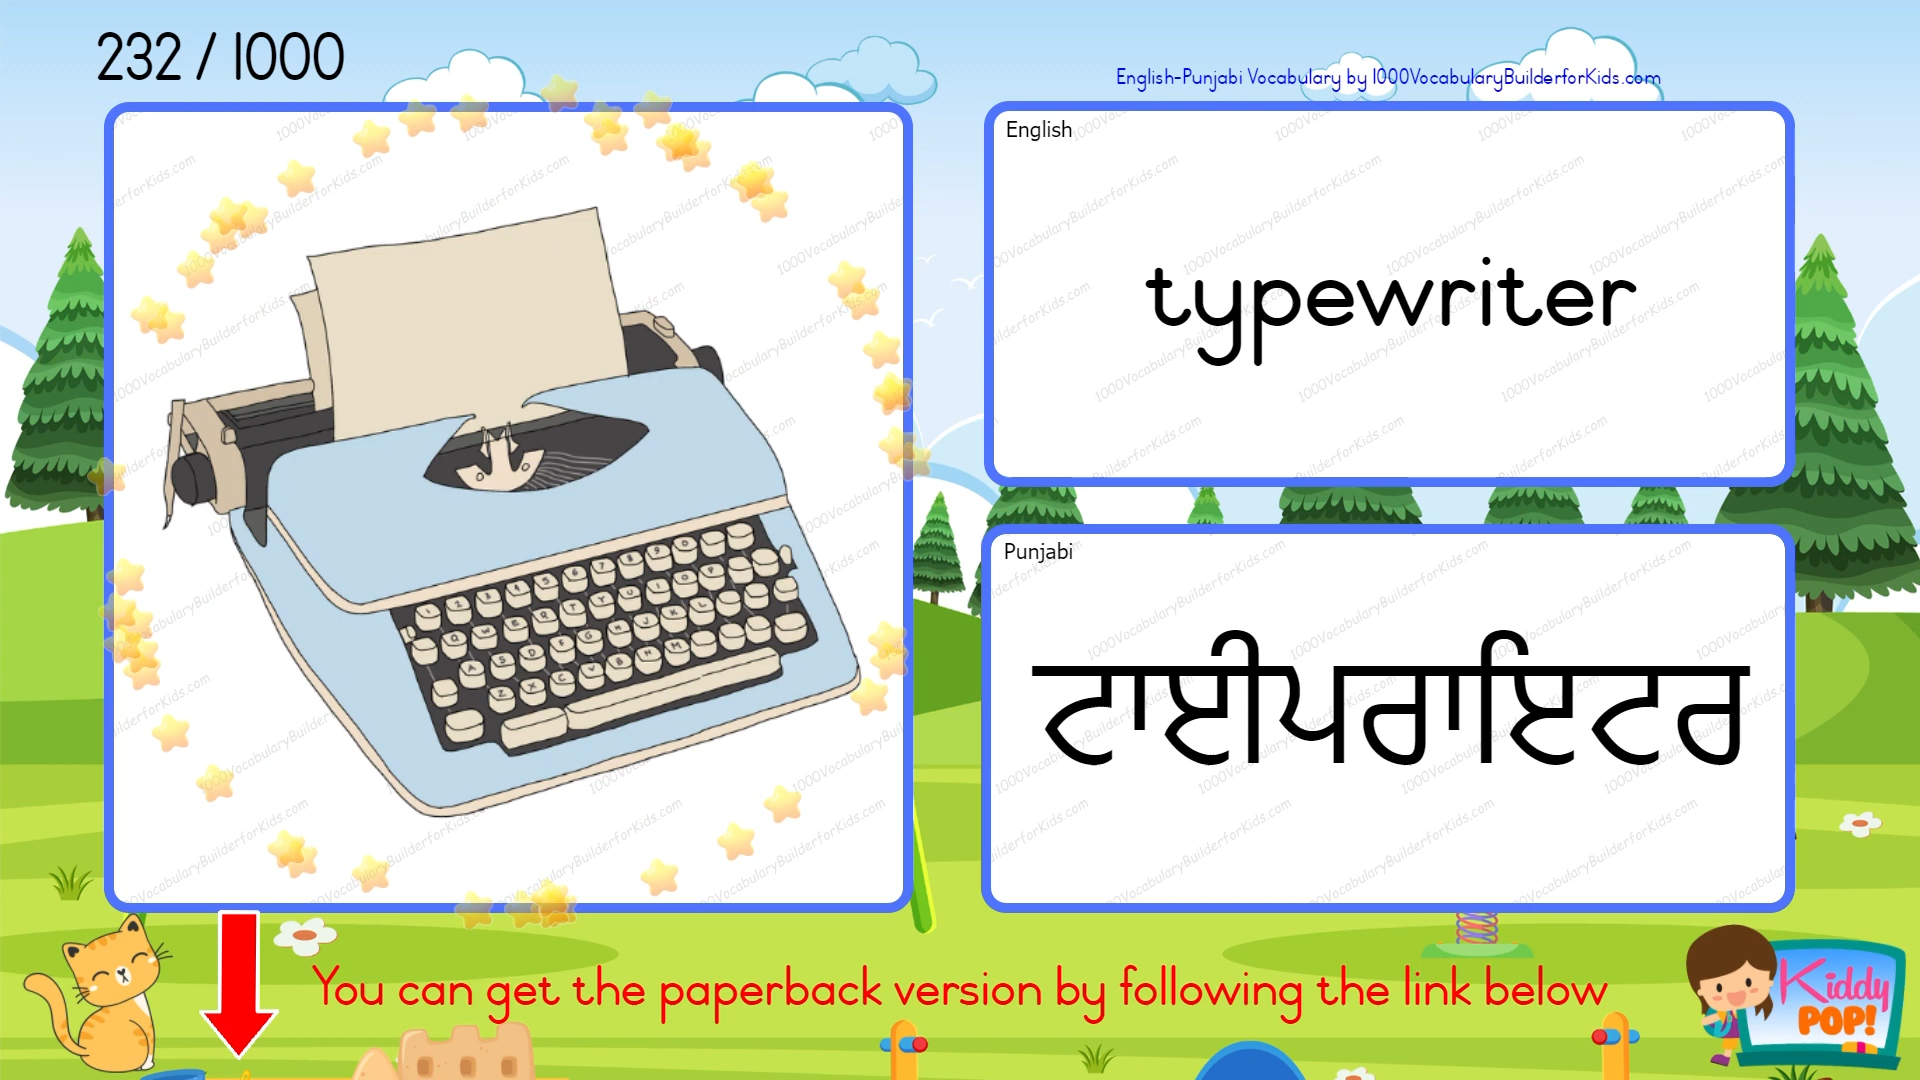 232 / 1000
English-Punjabi Vocabulary by 1000VocabularyBuilderforKids.com
English
typewriter
Punjabi
ਟਾਈਪਰਾਇਟਰ
You can get the paperback version by following the link below
Kiddy
POP!